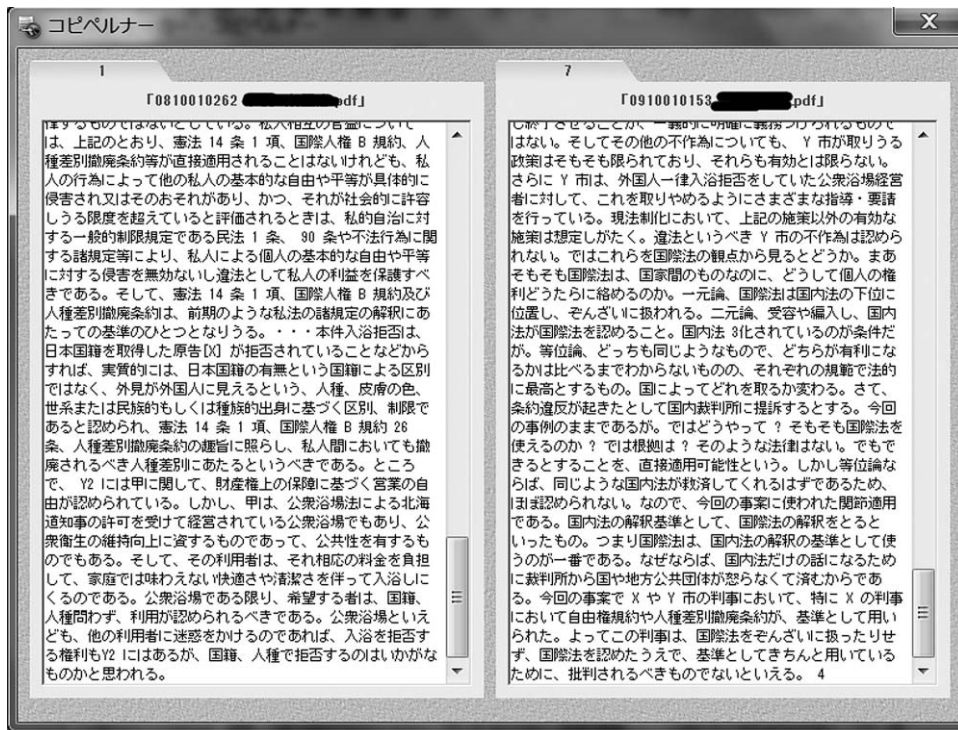 コピペルナー
X
1
「0810010262
pdf」
律するものではないとしている。私人相互の
については、
は、上記のとおり、憲法 14 条 1 項、国際人権 B 規約、人
種差別撤廃条約等が直接適用されることはないけれども、私
人の行為によって他の私人の基本的な自由や平等が具体的に
侵害され又はそのおそれがあり、かつ、それが社会的に容認
しうる限度を超えていると評価されるときは、私的自治に対
する一般的制限規定である民法 1 条、 90 条や不法行為に関
する諸規定等により、私人による個人の基本的な自由や平等
に対する侵害を無効ないし違法として私人の利益を保護すべ
きである。そして、憲法 14 条 1 項、国際人権 B 規約及び
人種差別撤廃条約は、前期のような私法の諸規定の解釈にあ
たっての基準のひとつとなりうる。・・・本件入浴拒否は、
日本国籍を取得した原告[X] が拒否されていることなどから
すれば、実質的には、日本国籍の有無という国籍による区別
ではなく、外見が外国人に見えるという、人種、皮膚の色、
世系または民族的もしくは種族的出身に基づく区別、制限で
あると認められ、憲法 14 条 1 項、国際人権 B 規約 26
条、人種差別撤廃条約の趣旨に照らし、私人間においても撤
廃されるべき人種差別にあたるというべきである。ところ
で、 Y2 には甲に関して、財産権上の保障に基づく営業の自
由が認められている。しかし、甲は、公衆浴場法による北海
道知事の許可を受けて経営されている公衆浴場でもあり、公
衆衛生の維持向上に資するものであって、公共性を有するも
のでもある。そして、その利用者は、それ相応の料金を負担
して、家庭では味わえない快適さや清潔さを伴って入浴しに
くるのである。公衆浴場である限り、希望する者は、国籍、
人種問わず、利用が認められるべきである。公衆浴場といえ
ども、他の利用者に迷惑をかけるのであれば、入浴を拒否す
る権利もY2 にはあるが、国籍、人種で拒否するのはいかがな
ものかと思われる。
7
「0910010153
.pdf」
し終了させることが、一義的に明確に義務づけられるもので
はない。そしてその他の不作為についても、 Y 市が取りうる
政策はそもそも限られており、それらも有効とは限らない。
さらに Y 市は、外国人一律入浴拒否をしていた公衆浴場経営
者に対して、これを取りやめるようにさまざまな指導・要請
を行っている。現法制化において、上記の施策以外の有効な
施策は想定しがたく。違法というべき Y 市の不作為は認めら
れない。ではこれらを国際法の観点から見るとどうか。まあ
そもそも国際法は、国家間のものなのに、どうして個人の権
利どうたらに絡めるのか。一元論、国際法は国内法の下位に
位置し、ぞんざいに扱われる。二元論、受容や編入し、国内
法が国際法を認めること。国内法 3化されているのが条件だ
が。等位論、どっちも同じようなもので、どちらが有利にな
るかは比べるまでわからないものの、それぞれの規範で法的
に最高とするもの。国によってどれを取るか変わる。さて、
条約違反が起きたとして国内裁判所に提訴するとする。今回
の事例のままであるが。ではどうやって ? そもそも国際法を
使えるのか ? では根拠は ? そのような法律はない。でもで
きるとすることを、直接適用可能性という。しかし等位論な
らば、同じような国内法が救済してくれるはずであるため、
ほぼ認められない。なので、今回の事案に使われた関節適用
である。国内法の解釈基準として、国際法の解釈をとると
いったもの。つまり国際法は、国内法の解釈の基準として使
うのが一番である。なぜならば、国内法だけの話になるため
に裁判所から国や地方公共団体が怒らなくて済むからであ
る。今回の事案で X や Y 市の判事において、特に X の判事
において自由権規約や人種差別撤廃条約が、基準として用い
られた。よってこの判事は、国際法をぞんざいに扱ったりせ
ず、国際法を認めたうえで、基準としてきちんと用いている
ために、批判されるべきものでないといえる。 4